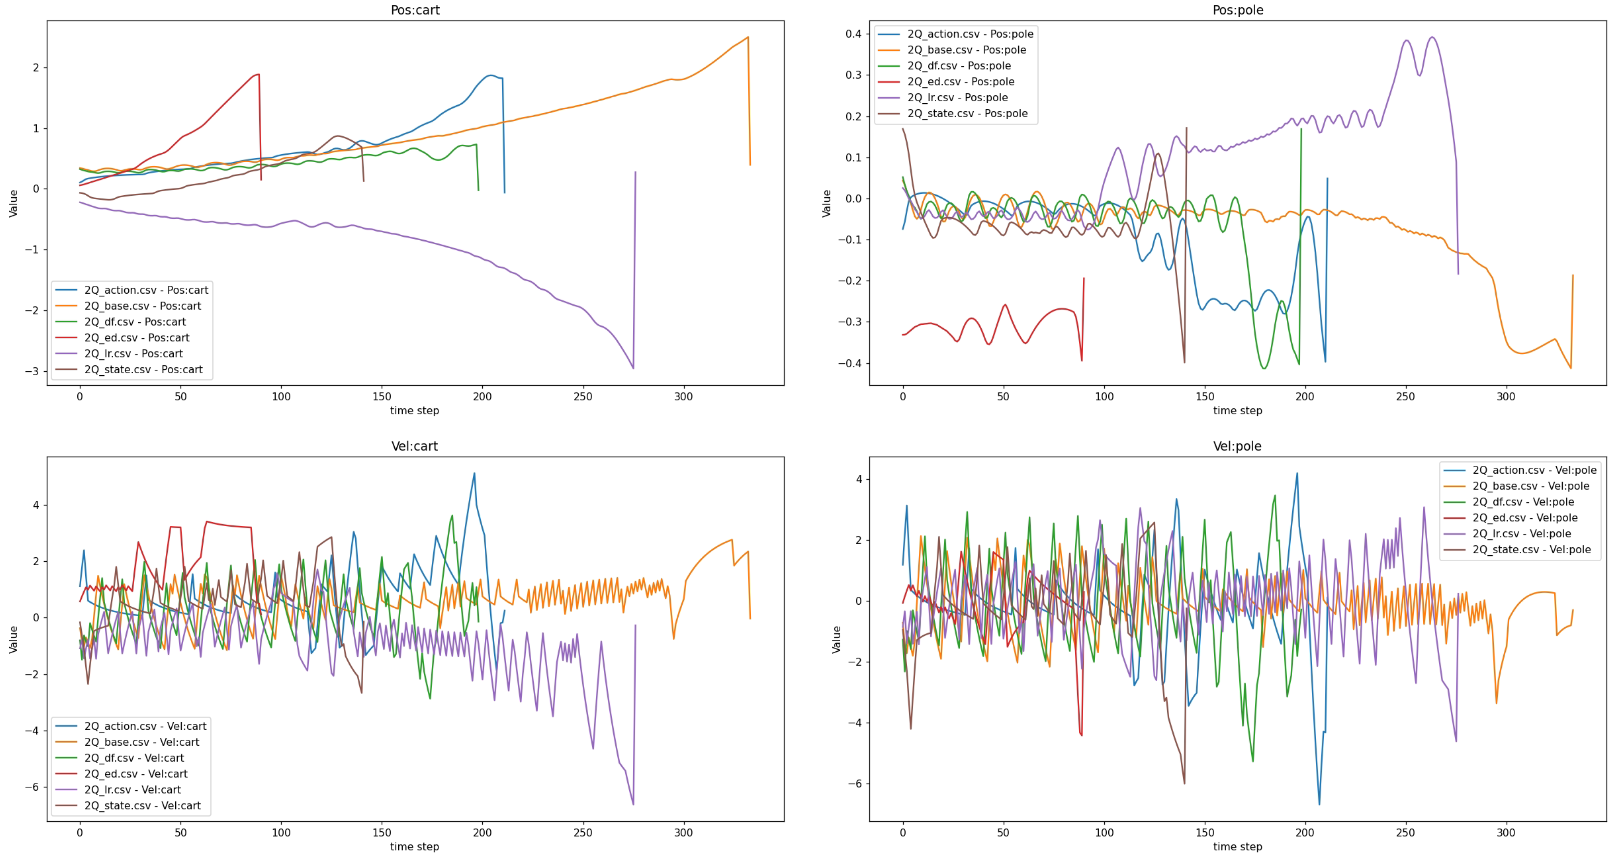 Pos:cart
Value
2
1
0
−1
−2
−3
2Q_action.csv - Pos:cart
2Q_base.csv - Pos:cart
2Q_df.csv - Pos:cart
2Q_ed.csv - Pos:cart
2Q_lr.csv - Pos:cart
2Q_state.csv - Pos:cart
0 50 100 150 200 250 300
time step
Pos:pole
Value
0.4
0.3
0.2
0.1
0.0
−0.1
−0.2
−0.3
−0.4
2Q_action.csv - Pos:pole
2Q_base.csv - Pos:pole
2Q_df.csv - Pos:pole
2Q_ed.csv - Pos:pole
2Q_lr.csv - Pos:pole
2Q_state.csv - Pos:pole
0 50 100 150 200 250 300
time step
Vel:cart
Value
4
2
0
−2
−4
−6
2Q_action.csv - Vel:cart
2Q_base.csv - Vel:cart
2Q_df.csv - Vel:cart
2Q_ed.csv - Vel:cart
2Q_lr.csv - Vel:cart
2Q_state.csv - Vel:cart
0 50 100 150 200 250 300
time step
Vel:pole
Value
4
2
0
−2
−4
−6
2Q_action.csv - Vel:pole
2Q_base.csv - Vel:pole
2Q_df.csv - Vel:pole
2Q_ed.csv - Vel:pole
2Q_lr.csv - Vel:pole
2Q_state.csv - Vel:pole
0 50 100 150 200 250 300
time step